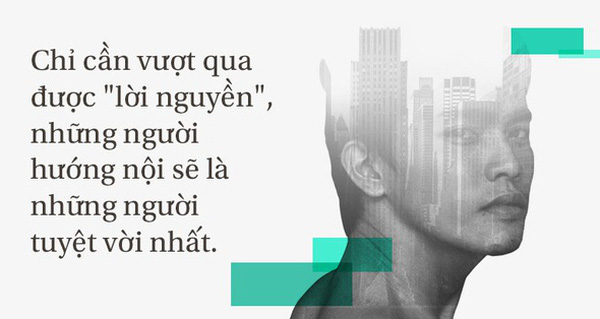 Chỉ cần vượt qua
được "lời nguyền",
những người
hướng nội sẽ là
những người
tuyệt vời nhất.